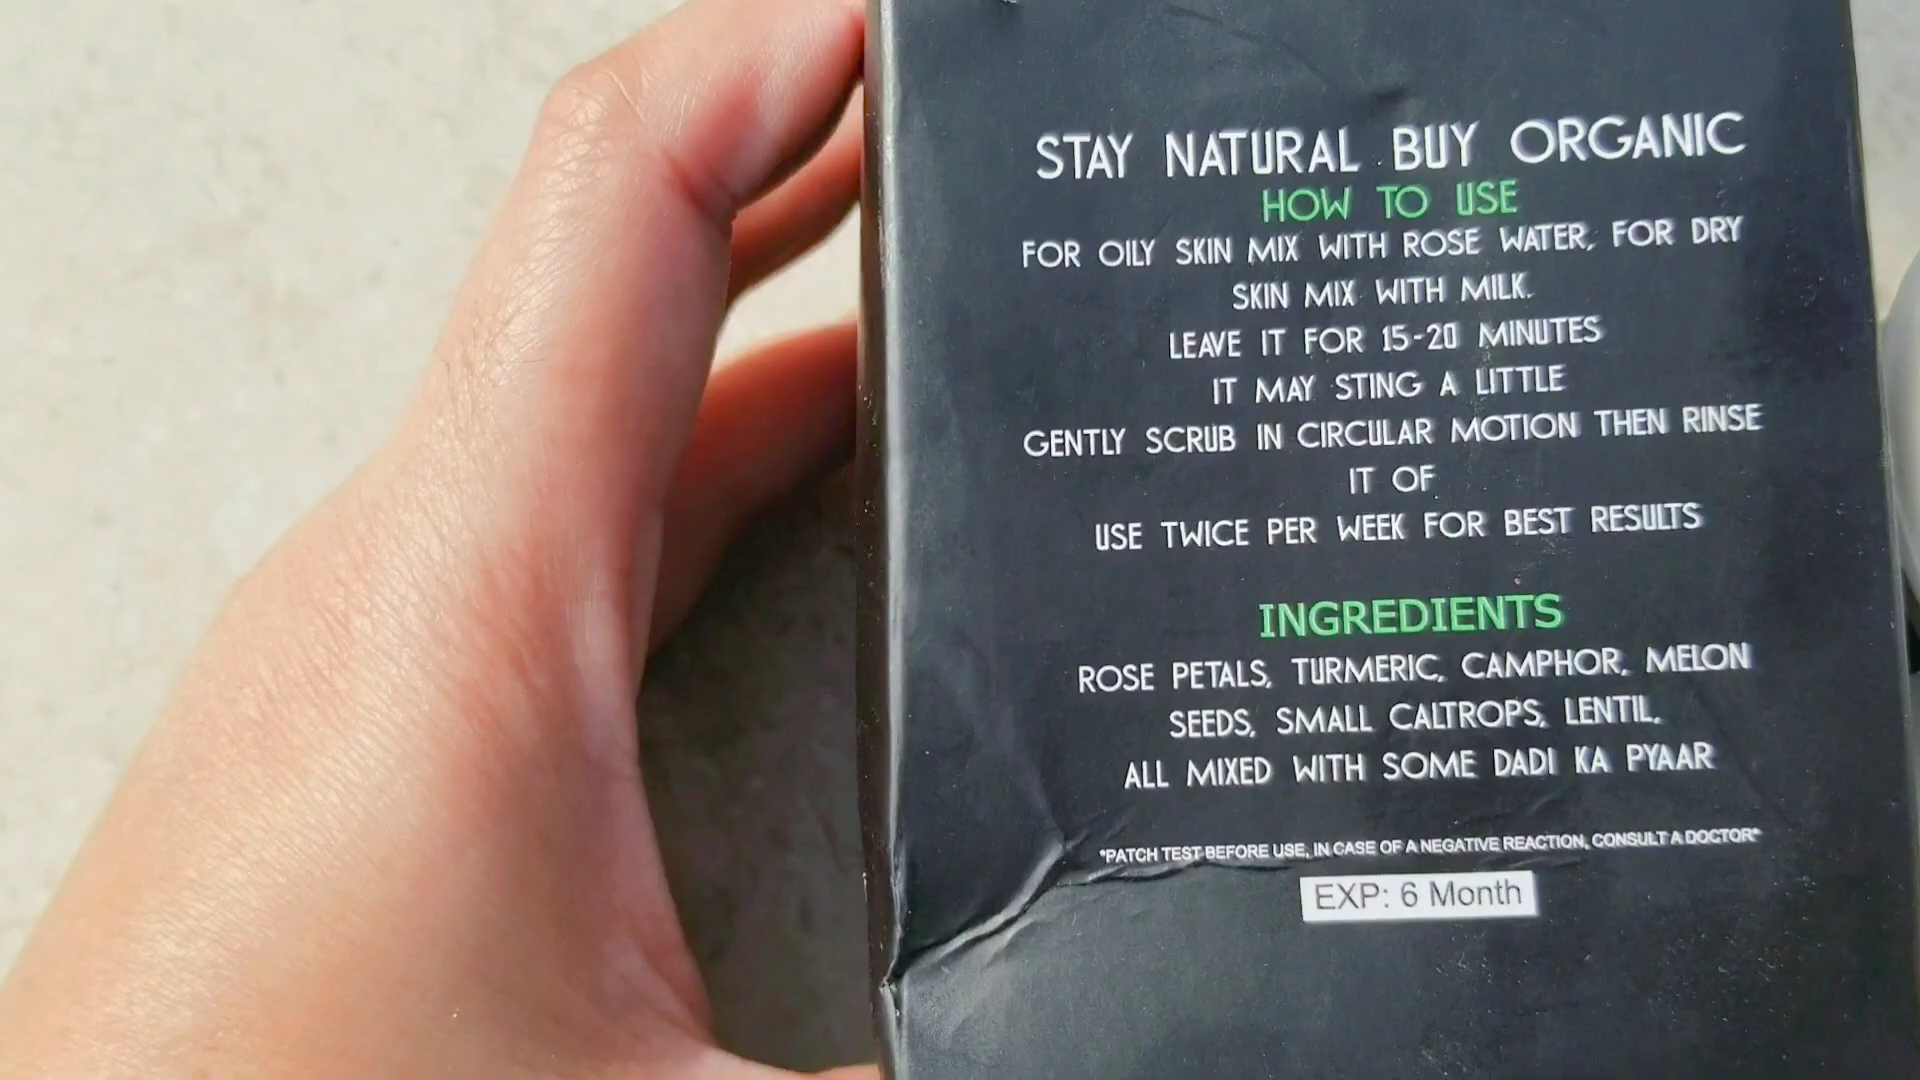 STAY NATURAL BUY ORGANIC
HOW TO USE
FOR OILY SKIN MIX WITH ROSE WATER, FOR DRY
SKIN MIX WITH MILK.
LEAVE IT FOR 15-20 MINUTES
IT MAY STING A LITTLE
GENTLY SCRUB IN CIRCULAR MOTION THEN RINSE
IT OF
USE TWICE PER WEEK FOR BEST RESULTS
INGREDIENTS
ROSE PETALS, TURMERIC, CAMPHOR, MELON
SEEDS, SMALL CALTROPS, LENTIL,
ALL MIXED WITH SOME DADI KA PYAAR
*PATCH TEST BEFORE USE, IN CASE OF A NEGATIVE REACTION, CONSULT A DOCTOR*
EXP: 6 Month